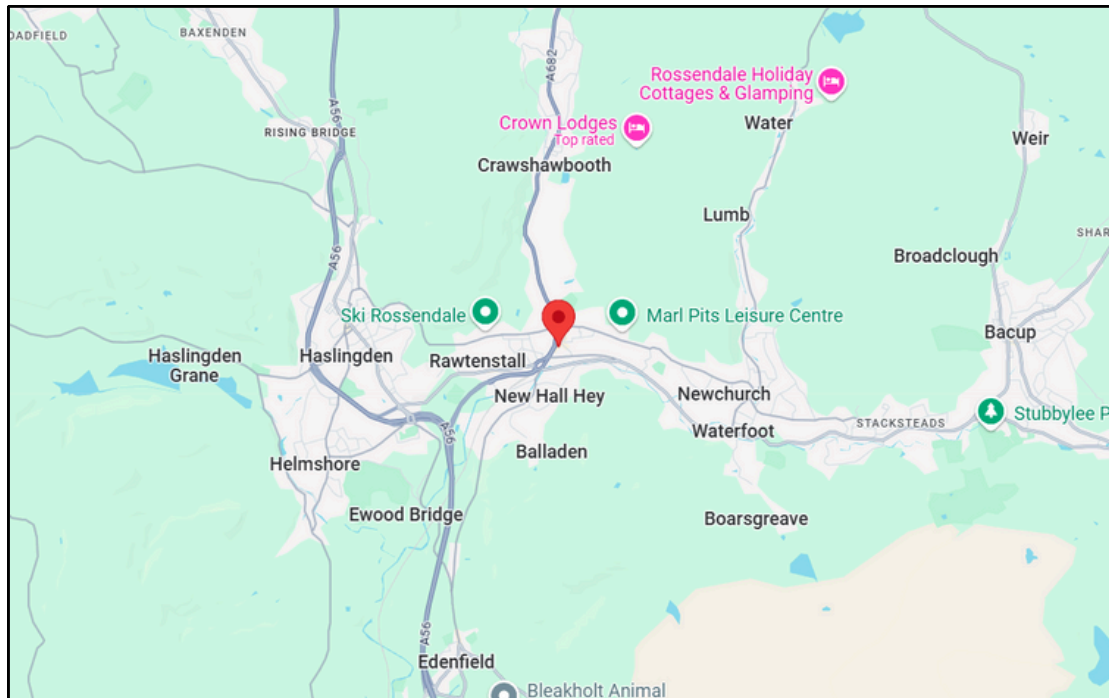 OADFIELD
BAXENDEN
A682
Rossendale Holiday
Cottages & Glamping
A56
Crown Lodges
Top rated
Water
RISING BRIDGE
Weir
Crawshawbooth
Lumb
SHAR
Broadclough
A56
Ski Rossendale
Marl Pits Leisure Centre
Bacup
Haslingden
Grane
Haslingden
Rawtenstall
New Hall Hey
Newchurch
Stubbylee P
STACKSTEADS
Waterfoot
A56
Balladen
Helmshore
Ewood Bridge
Boarsgreave
A56
Edenfield
Bleakholt Animal